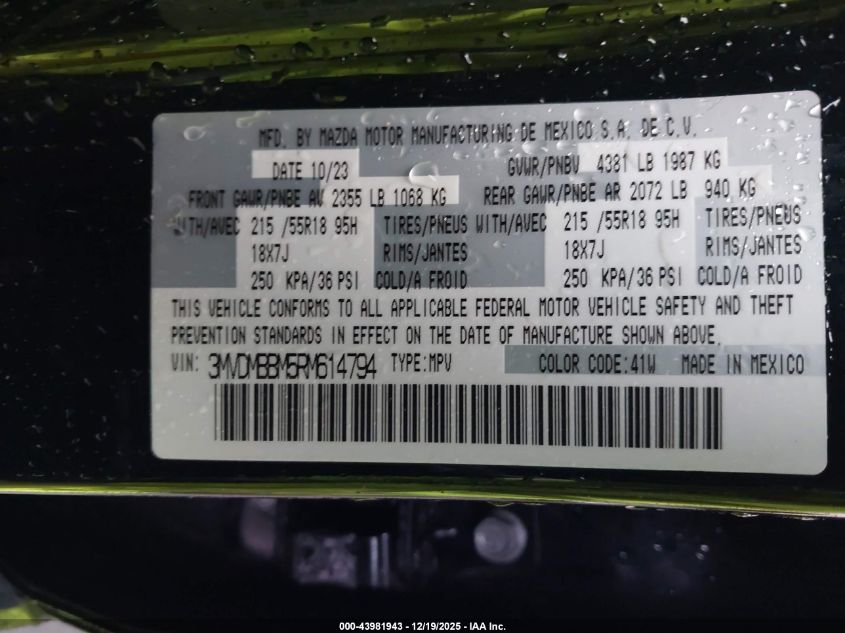 MFD. BY MAZDA MOTOR MANUFACTURING DE MEXICO S.A. DE C.V.
DATE 10/23 GVWR/PNBV 4381 LB 1987 KG
FRONT GAWR/PNBE AV 2355 LB 1068 KG REAR GAWR/PNBE AR 2072 LB 940 KG
WITH/AVEC 215 /55R18 95H TIRES/PNEUS WITH/AVEC 215 /55R18 95H TIRES/PNEUS
18X7J RIMS/JANTES 18X7J RIMS/JANTES
250 KPA/36 PSI COLD/A FROID 250 KPA/36 PSI COLD/A FROID
THIS VEHICLE CONFORMS TO ALL APPLICABLE FEDERAL MOTOR VEHICLE SAFETY AND THEFT
PREVENTION STANDARDS IN EFFECT ON THE DATE OF MANUFACTURE SHOWN ABOVE.
VIN: 3MVDMBBM5RM614794 TYPE:MPV COLOR CODE:41W MADE IN MEXICO
000-43981943 - 12/19/2025 - IAA Inc.